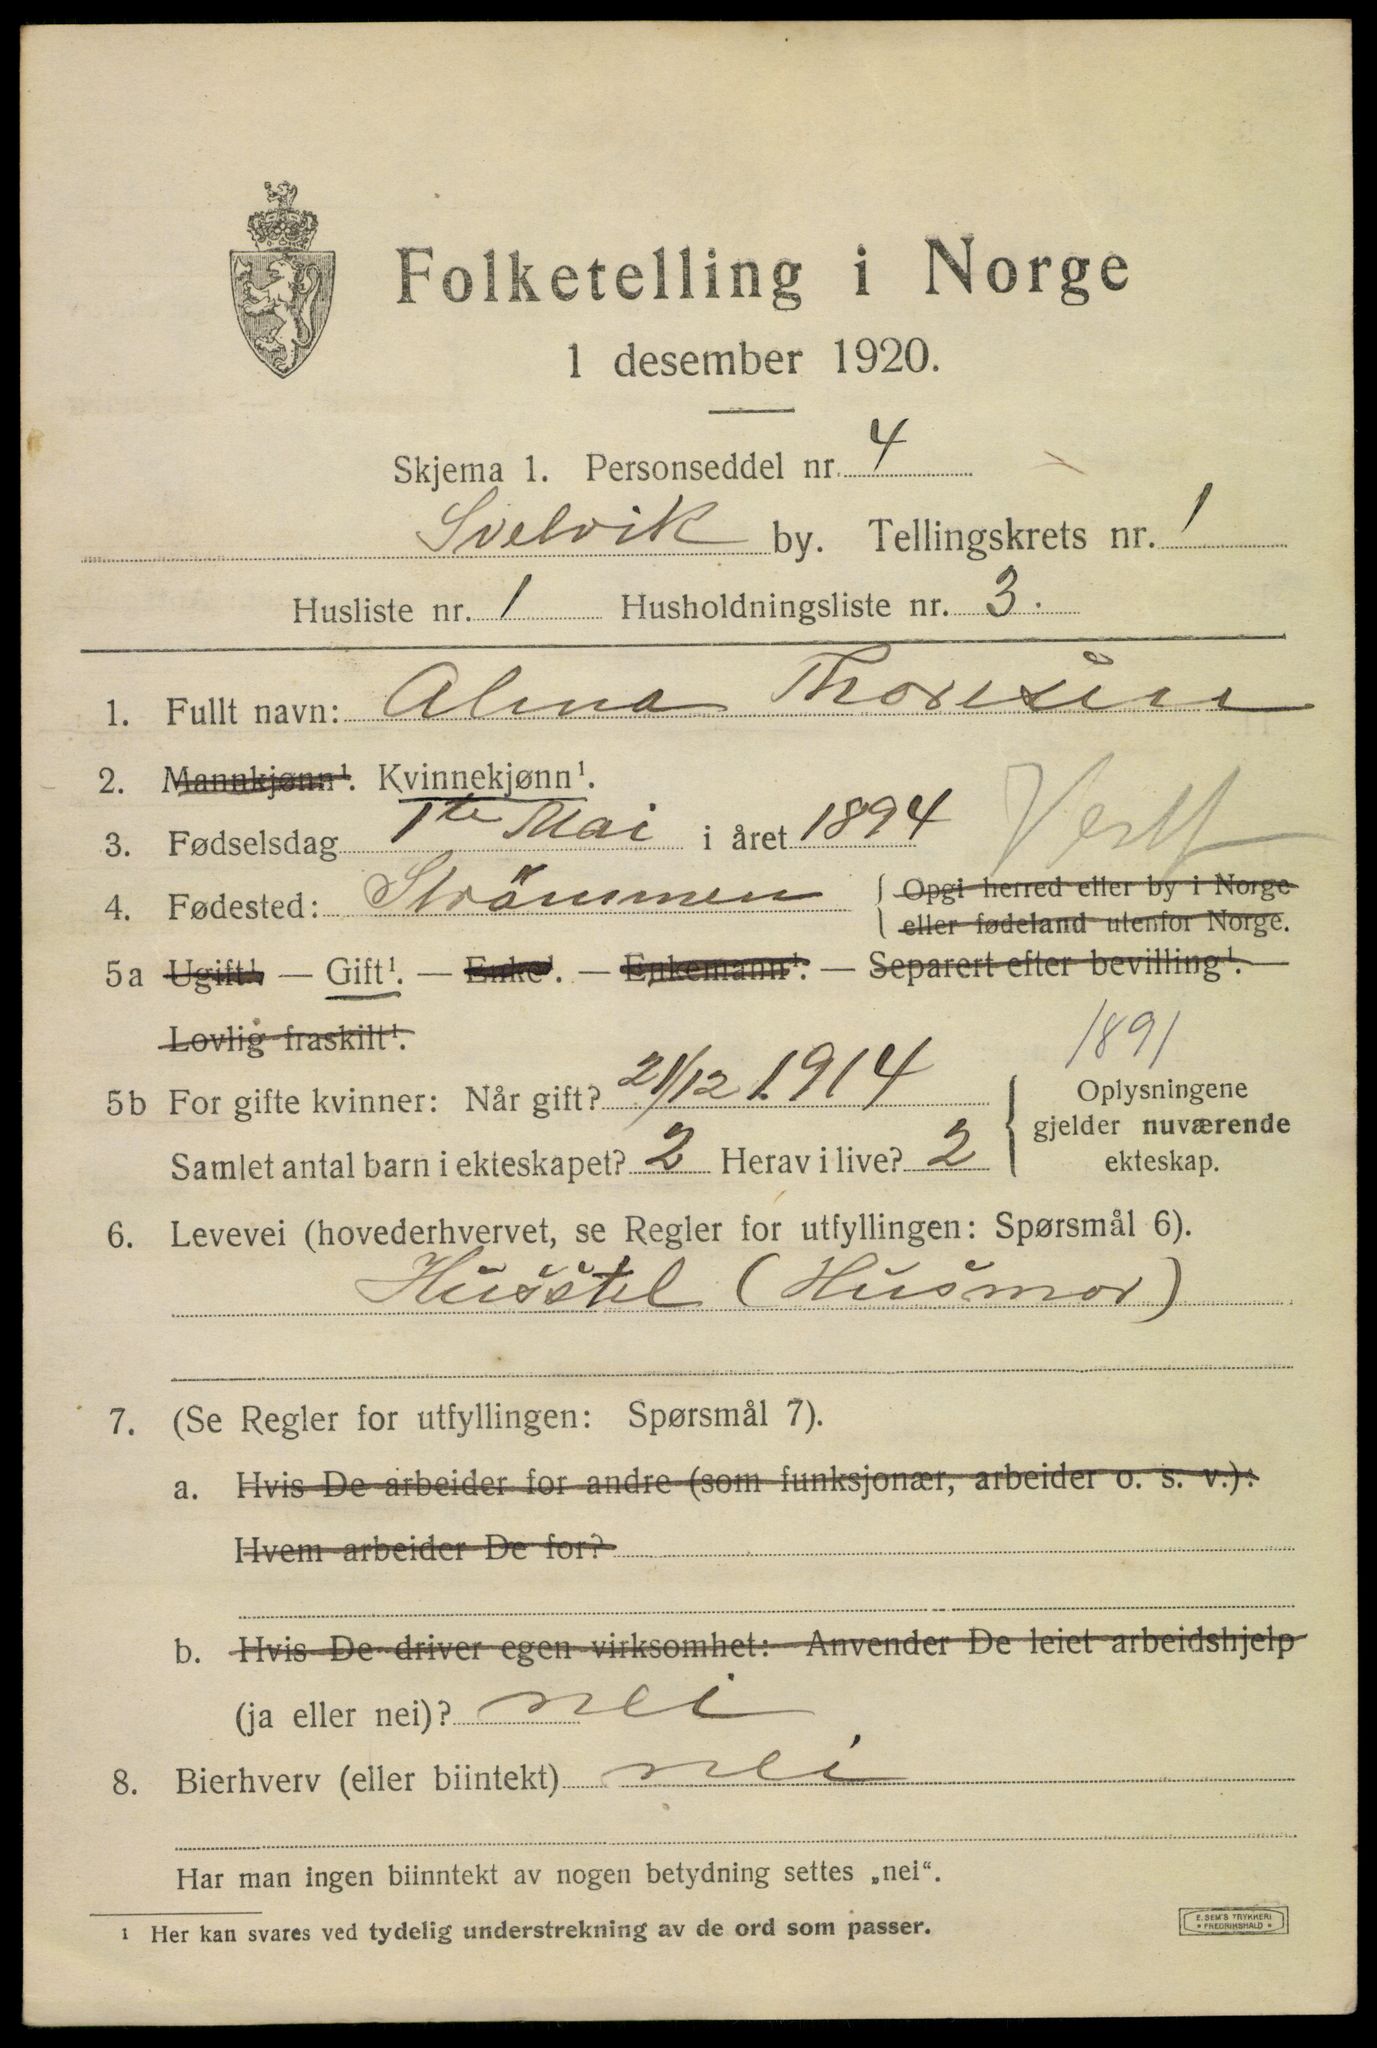 Folketelling i Norge
1 desember 1920.
Skjema 1. Personseddel nr. 4
Svelvik by. Tellingskrets nr. 1
Husliste nr. 1 Husholdningsliste nr. 3.
1. Fullt navn: Alma Thoresen
2. Mannkjønn¹. Kvinnekjønn¹.
3. Fødselsdag 1te Mai i året 1894
4. Fødested: Strömmen { Opgi herred eller by i Norge
eller fødeland utenfor Norge.
5a Ugift¹. — Gift¹. — Enke¹. — Enkemann¹. — Separert efter bevilling¹. —
Lovlig fraskilt¹.
1891
5b For gifte kvinner: Når gift? 21/12 1914 { Oplysningene
gjelder nuværende
Samlet antal barn i ekteskapet? 2 Herav i live? 2 ekteskap.
6. Levevei (hovederhvervet, se Regler for utfyllingen: Spørsmål 6).
Husstel (Husmor)
7. (Se Regler for utfyllingen: Spørsmål 7).
a. Hvis De arbeider for andre (som funksjonær, arbeider o. s. v.):
Hvem arbeider De for?
b. Hvis De driver egen virksomhet: Anvender De leiet arbeidshjelp
(ja eller nei)? nei
8. Bierhverv (eller biintekt) nei
Har man ingen biinntekt av nogen betydning settes „nei“.
¹ Her kan svares ved tydelig understrekning av de ord som passer.
E. SEM'S TRYKKERI
* FREDRIKSHALD *